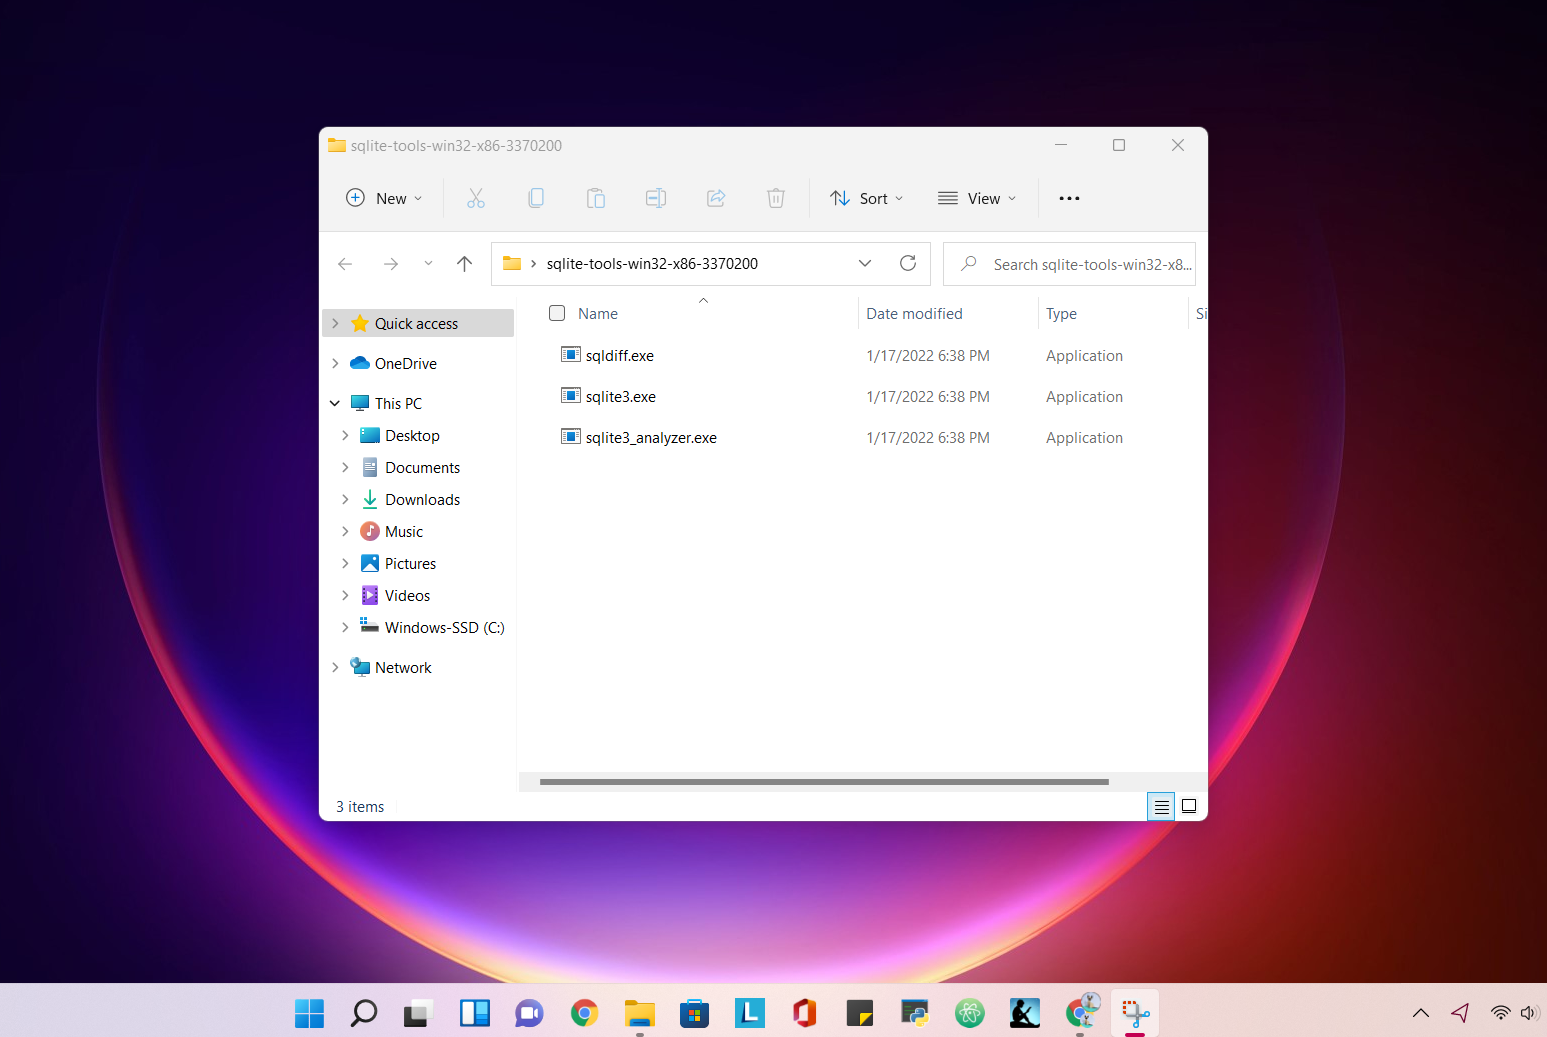 sqlite-tools-win32-x86-3370200
New
Sort
View
sqlite-tools-win32-x86-3370200
Search sqlite-tools-win32-x8...
Name
Date modified
Type
Si
Quick access
OneDrive
This PC
Desktop
Documents
Downloads
Music
Pictures
Videos
Windows-SSD (C:)
Network
sqldiff.exe 1/17/2022 6:38 PM Application
sqlite3.exe 1/17/2022 6:38 PM Application
sqlite3_analyzer.exe 1/17/2022 6:38 PM Application
3 items
L